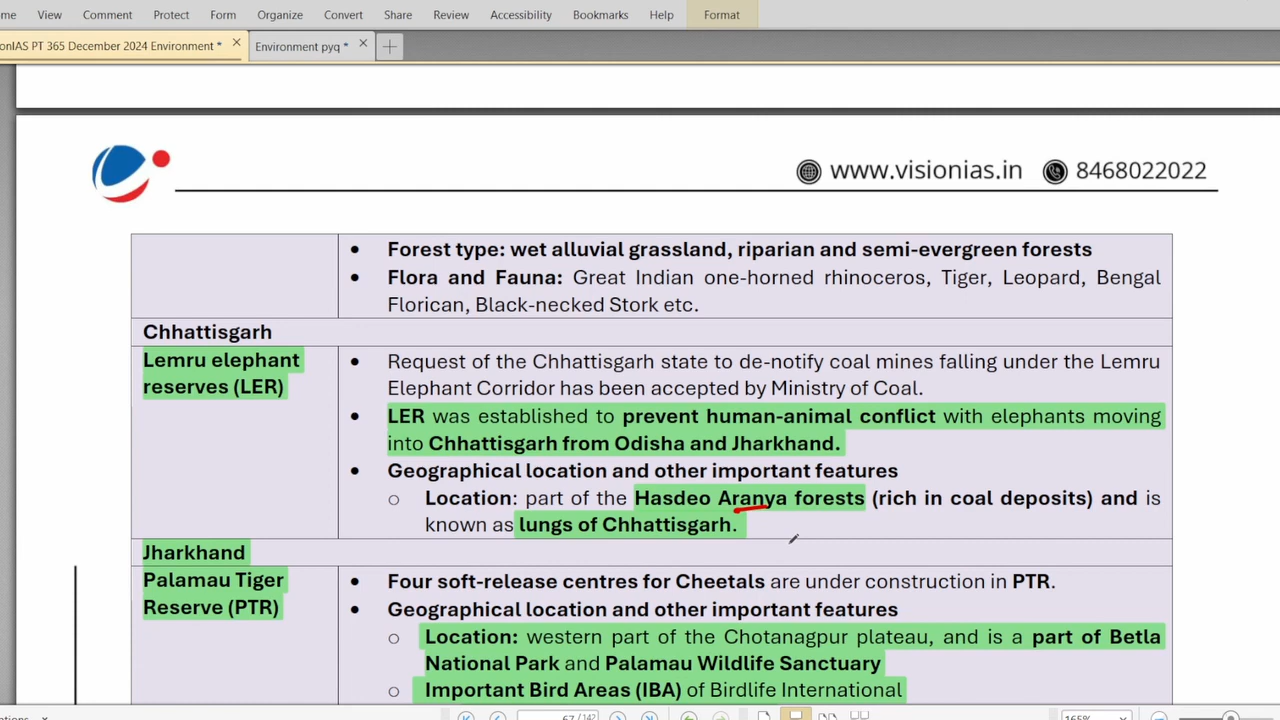 View Comment Protect Form Organize Convert Share Review Accessibility Bookmarks Help Format
onIAS PT 365 December 2024 Environment * × Environment pyq * × +
www.visionias.in 8468022022
• Forest type: wet alluvial grassland, riparian and semi-evergreen forests
• Flora and Fauna: Great Indian one-horned rhinoceros, Tiger, Leopard, Bengal
Florican, Black-necked Stork etc.
Chhattisgarh
Lemru elephant
reserves (LER)
• Request of the Chhattisgarh state to de-notify coal mines falling under the Lemru
Elephant Corridor has been accepted by Ministry of Coal.
• LER was established to prevent human-animal conflict with elephants moving
into Chhattisgarh from Odisha and Jharkhand.
• Geographical location and other important features
○ Location: part of the Hasdeo Aranya forests (rich in coal deposits) and is
known as lungs of Chhattisgarh.
Jharkhand
Palamau Tiger
Reserve (PTR)
• Four soft-release centres for Cheetals are under construction in PTR.
• Geographical location and other important features
○ Location: western part of the Chotanagpur plateau, and is a part of Betla
National Park and Palamau Wildlife Sanctuary
○ Important Bird Areas (IBA) of Birdlife International
67/142 165%